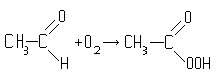 O O
CH3-C +O2→ CH3-C
H OOH